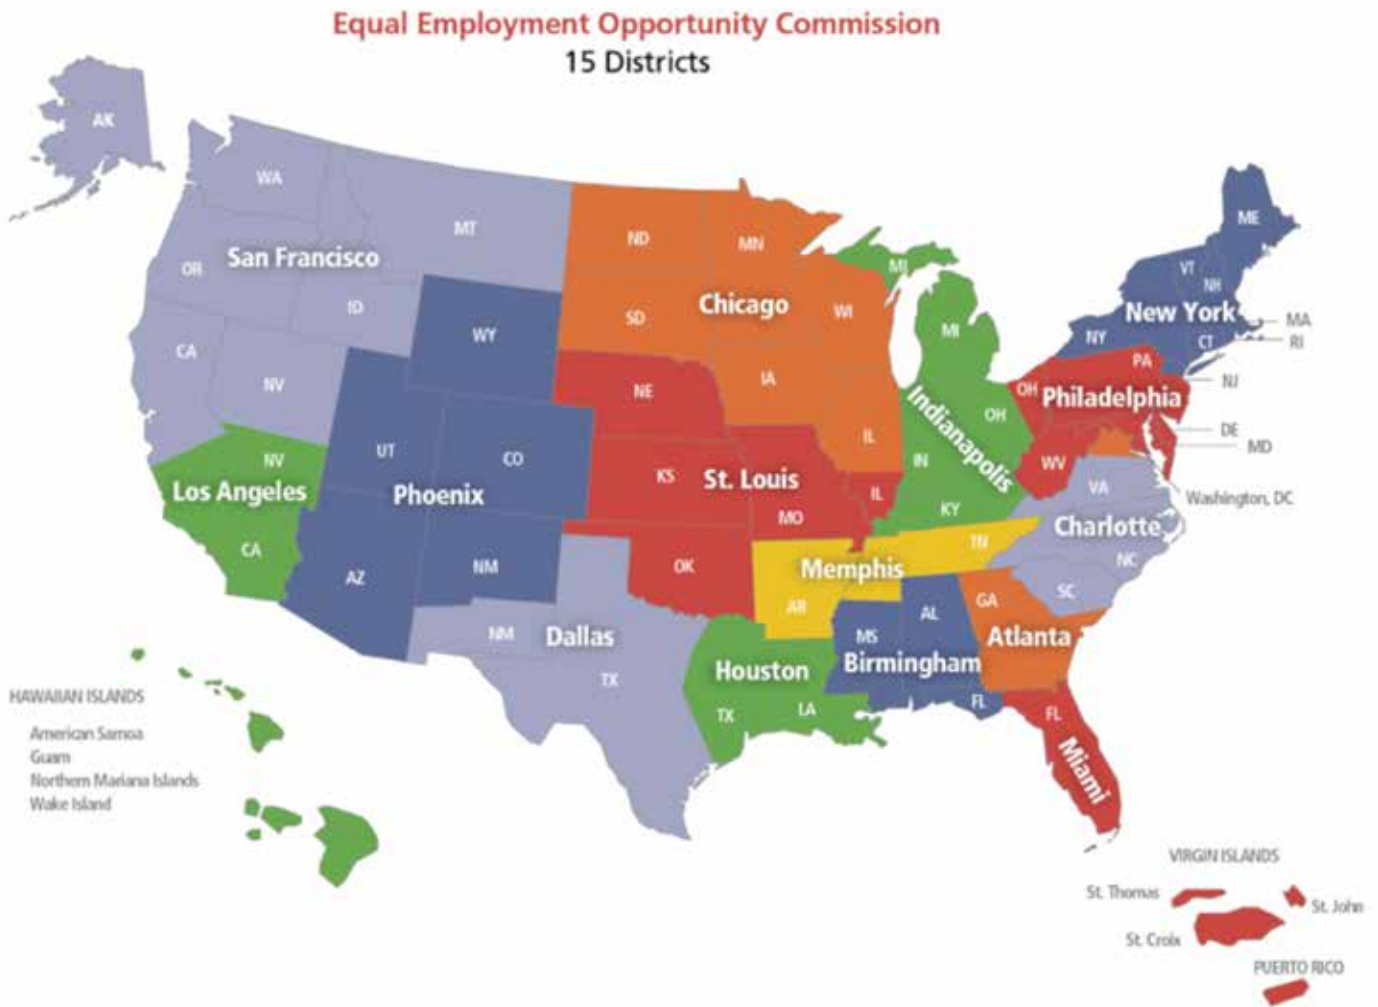 Equal Employment Opportunity Commission
15 Districts
AK
WA
MT
ND
MN
ME
OR
San Francisco
MI
VT
NH
ID
SD
Chicago
WI
New York
MA
CA
WY
MI
NY
CT
RI
NV
NE
IA
OH
PA
NJ
Philadelphia
OH
Indianapolis
DE
NV
UT
CO
IL
MD
Los Angeles
Phoenix
KS
St. Louis
IL
IN
WV
VA
Washington, DC
CA
MO
KY
Charlotte
AZ
NM
OK
Memphis
TN
NC
AR
GA
SC
NM
Dallas
MS
AL
Atlanta
TX
Houston
Birmingham
TX
LA
FL
FL
Miami
HAWAIIAN ISLANDS
American Samoa
Guam
Northern Mariana Islands
Wake Island
VIRGIN ISLANDS
St. Thomas
St. John
St. Croix
PUERTO RICO